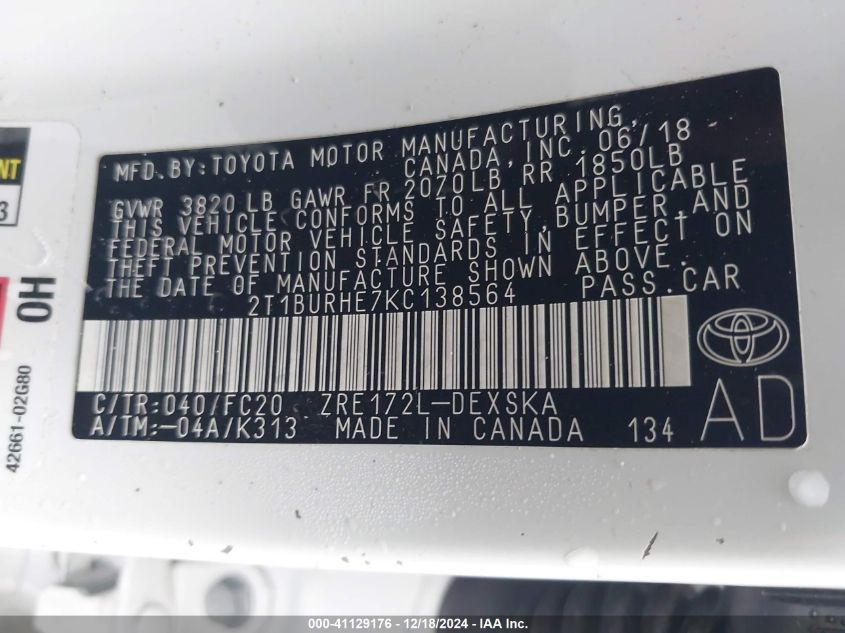 MFD. BY: TOYOTA MOTOR MANUFACTURING,
CANADA, INC. 06/18
GVWR 3820 LB GAWR FR 2070LB RR 1850LB
THIS VEHICLE CONFORMS TO ALL APPLICABLE
FEDERAL MOTOR VEHICLE SAFETY, BUMPER, AND
THEFT PREVENTION STANDARDS IN EFFECT ON
THE DATE OF MANUFACTURE SHOWN ABOVE.
2T1BURHE7KC138564 PASS. CAR
C/TR: 040/FC20 ZRE172L-DEXSKA
A/TM: -04A/K313 MADE IN CANADA 134
AD
NT
3
OH
42661-02G80
000-41129176 - 12/18/2024 - IAA Inc.